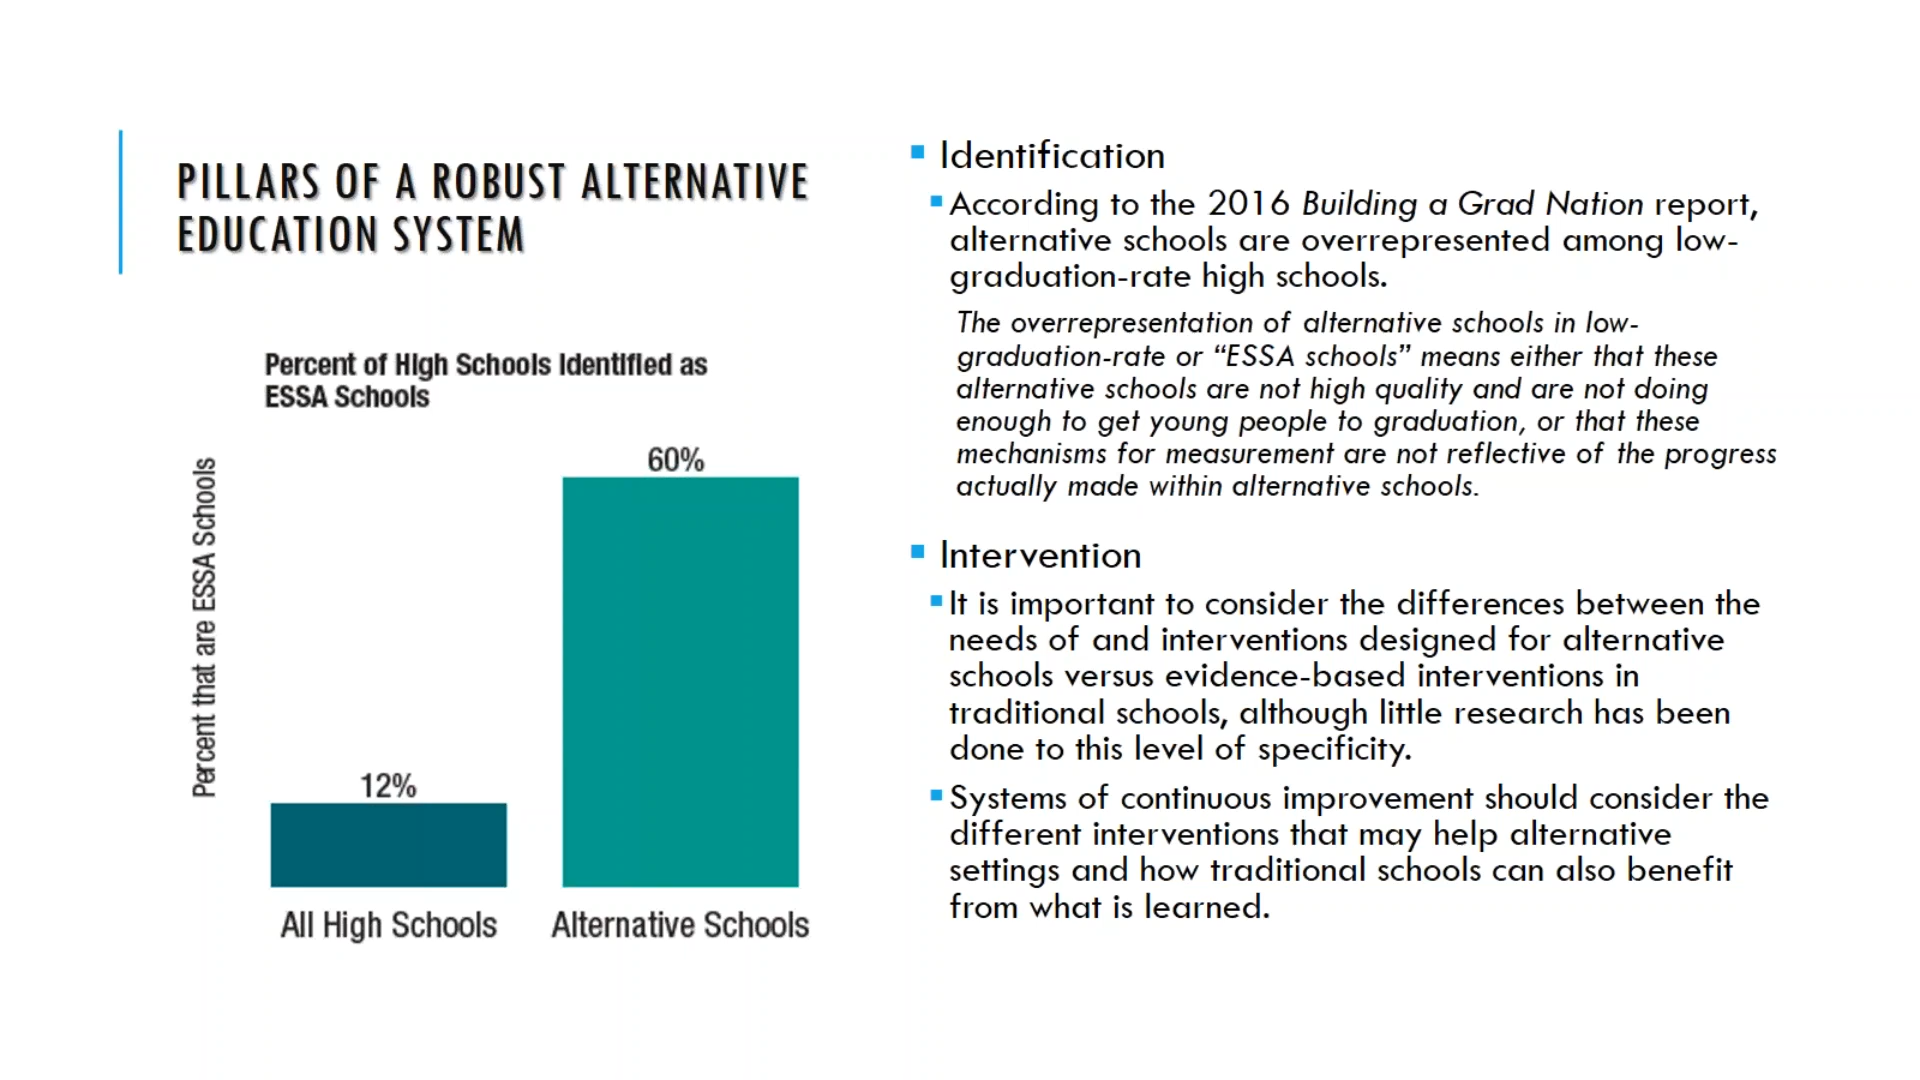 PILLARS OF A ROBUST ALTERNATIVE
EDUCATION SYSTEM
Percent of High Schools Identified as
ESSA Schools
Percent that are ESSA Schools
60%
12%
All High Schools
Alternative Schools
Identification
According to the 2016 Building a Grad Nation report,
alternative schools are overrepresented among low-
graduation-rate high schools.
The overrepresentation of alternative schools in low-
graduation-rate or “ESSA schools” means either that these
alternative schools are not high quality and are not doing
enough to get young people to graduation, or that these
mechanisms for measurement are not reflective of the progress
actually made within alternative schools.
Intervention
It is important to consider the differences between the
needs of and interventions designed for alternative
schools versus evidence-based interventions in
traditional schools, although little research has been
done to this level of specificity.
Systems of continuous improvement should consider the
different interventions that may help alternative
settings and how traditional schools can also benefit
from what is learned.